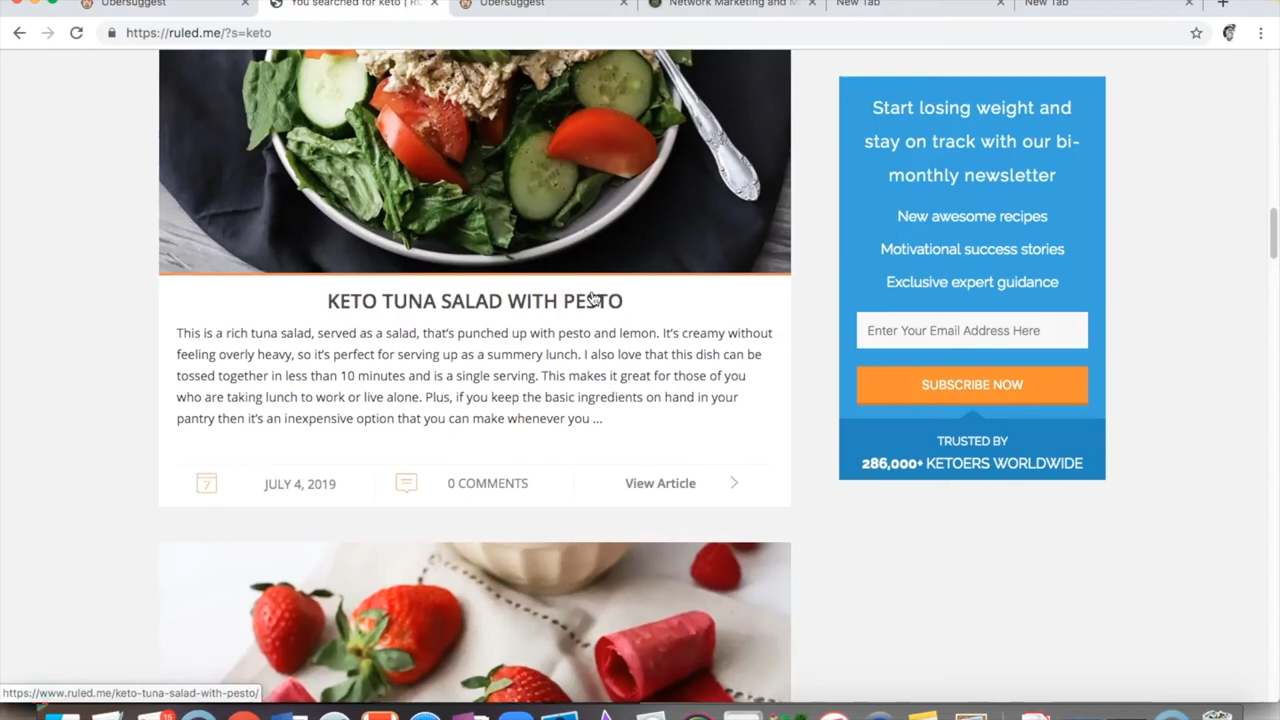 Ubersuggest
You searched for keto | Ru
Ubersuggest
Network Marketing and M
New Tab
New Tab
https://ruled.me/?s=keto
Start losing weight and
stay on track with our bi-
monthly newsletter
New awesome recipes
Motivational success stories
Exclusive expert guidance
Enter Your Email Address Here
SUBSCRIBE NOW
TRUSTED BY
286,000+ KETOERS WORLDWIDE
KETO TUNA SALAD WITH PESTO
This is a rich tuna salad, served as a salad, that's punched up with pesto and lemon. It's creamy without
feeling overly heavy, so it's perfect for serving up as a summery lunch. I also love that this dish can be
tossed together in less than 10 minutes and is a single serving. This makes it great for those of you
who are taking lunch to work or live alone. Plus, if you keep the basic ingredients on hand in your
pantry then it's an inexpensive option that you can make whenever you ...
7
JULY 4, 2019
0 COMMENTS
View Article
https://www.ruled.me/keto-tuna-salad-with-pesto/